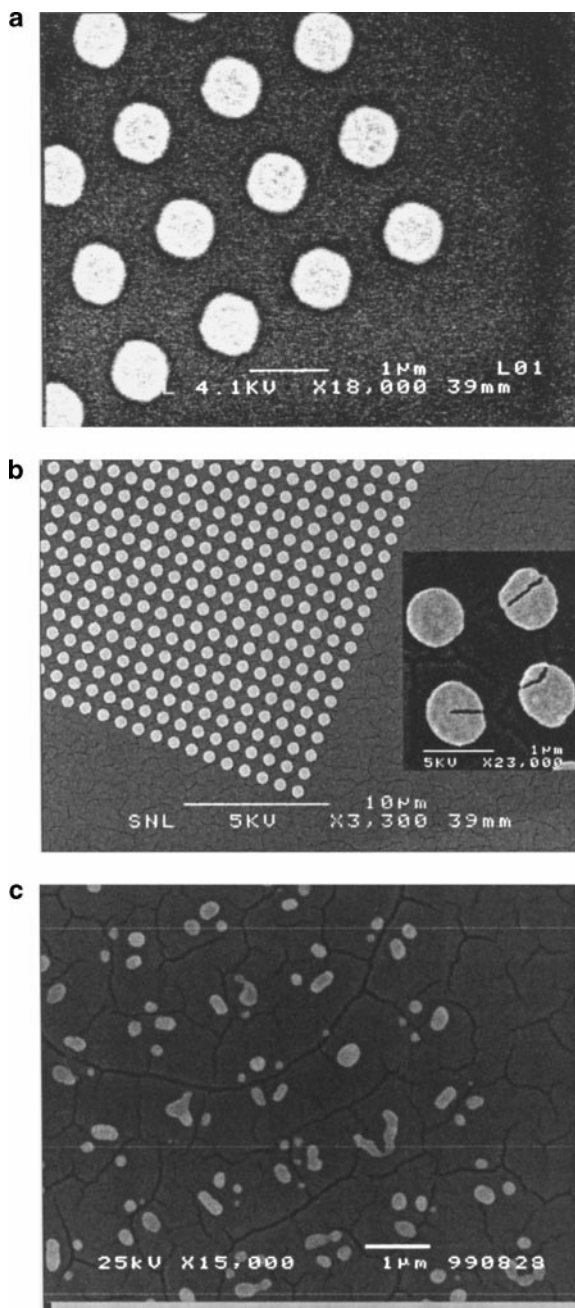 a
1μm L01
L 4.1KV X18,000 39mm
b
1μm
5KV X23,000
10μm
SNL 5KV X3,300 39mm
c
25kV X15,000 1μm 990828